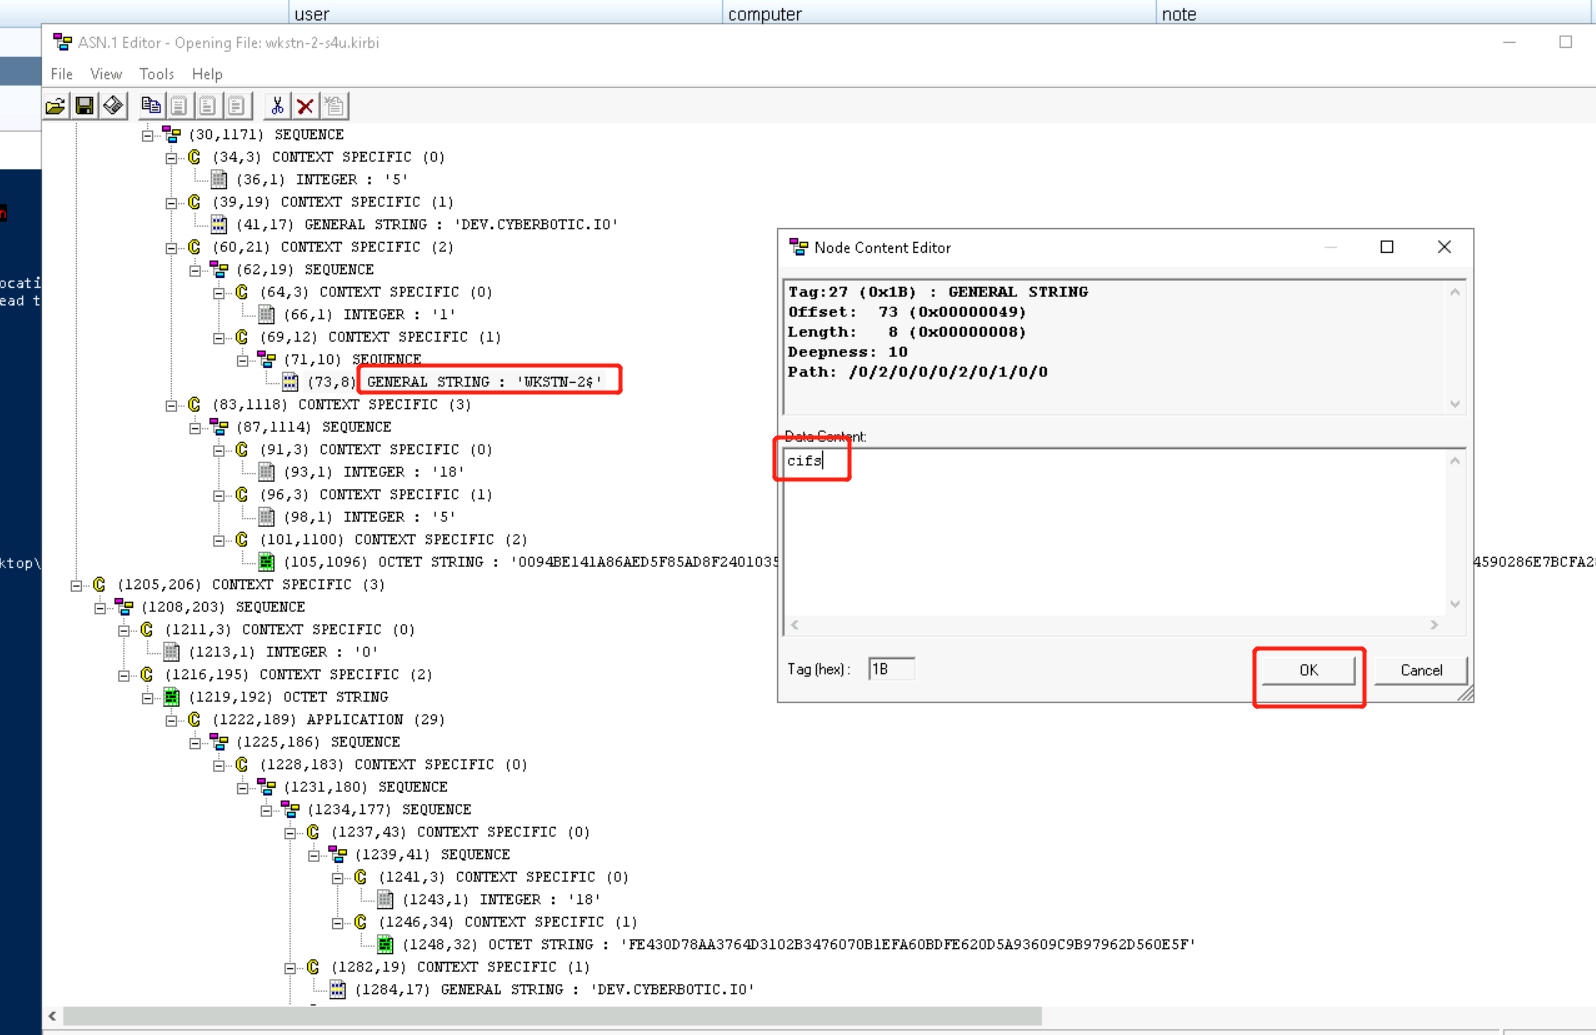 user computer note
ASN.1 Editor - Opening File: wkstn-2-s4u.kirbi
File View Tools Help
(30,1171) SEQUENCE
(34,3) CONTEXT SPECIFIC (0)
(36,1) INTEGER : '5'
(39,19) CONTEXT SPECIFIC (1)
(41,17) GENERAL STRING : 'DEV.CYBERBOTIC.IO'
(60,21) CONTEXT SPECIFIC (2)
(62,19) SEQUENCE
(64,3) CONTEXT SPECIFIC (0)
(66,1) INTEGER : '1'
(69,12) CONTEXT SPECIFIC (1)
(71,10) SEQUENCE
(73,8) GENERAL STRING : 'WKSTN-2$'
(83,1118) CONTEXT SPECIFIC (3)
(87,1114) SEQUENCE
(91,3) CONTEXT SPECIFIC (0)
(93,1) INTEGER : '18'
(96,3) CONTEXT SPECIFIC (1)
(98,1) INTEGER : '5'
(101,1100) CONTEXT SPECIFIC (2)
(105,1096) OCTET STRING : '0094BE141A86AED5F85AD8F2401035
4590286E7BCFA2
(1205,206) CONTEXT SPECIFIC (3)
(1208,203) SEQUENCE
(1211,3) CONTEXT SPECIFIC (0)
(1213,1) INTEGER : '0'
(1216,195) CONTEXT SPECIFIC (2)
(1219,192) OCTET STRING
(1222,189) APPLICATION (29)
(1225,186) SEQUENCE
(1228,183) CONTEXT SPECIFIC (0)
(1231,180) SEQUENCE
(1234,177) SEQUENCE
(1237,43) CONTEXT SPECIFIC (0)
(1239,41) SEQUENCE
(1241,3) CONTEXT SPECIFIC (0)
(1243,1) INTEGER : '18'
(1246,34) CONTEXT SPECIFIC (1)
(1248,32) OCTET STRING : 'FE430D78AA3764D3102B3476070B1EFA60BDFE620D5A93609C9B97962D560E5F'
(1282,19) CONTEXT SPECIFIC (1)
(1284,17) GENERAL STRING : 'DEV.CYBERBOTIC.IO'
Node Content Editor
Tag:27 (0x1B) : GENERAL STRING
Offset: 73 (0x00000049)
Length: 8 (0x00000008)
Deepness: 10
Path: /0/2/0/0/0/2/0/1/0/0
Data Content:
cifs
Tag (hex): 1B
OK Cancel
ocati
ead t
ktop\